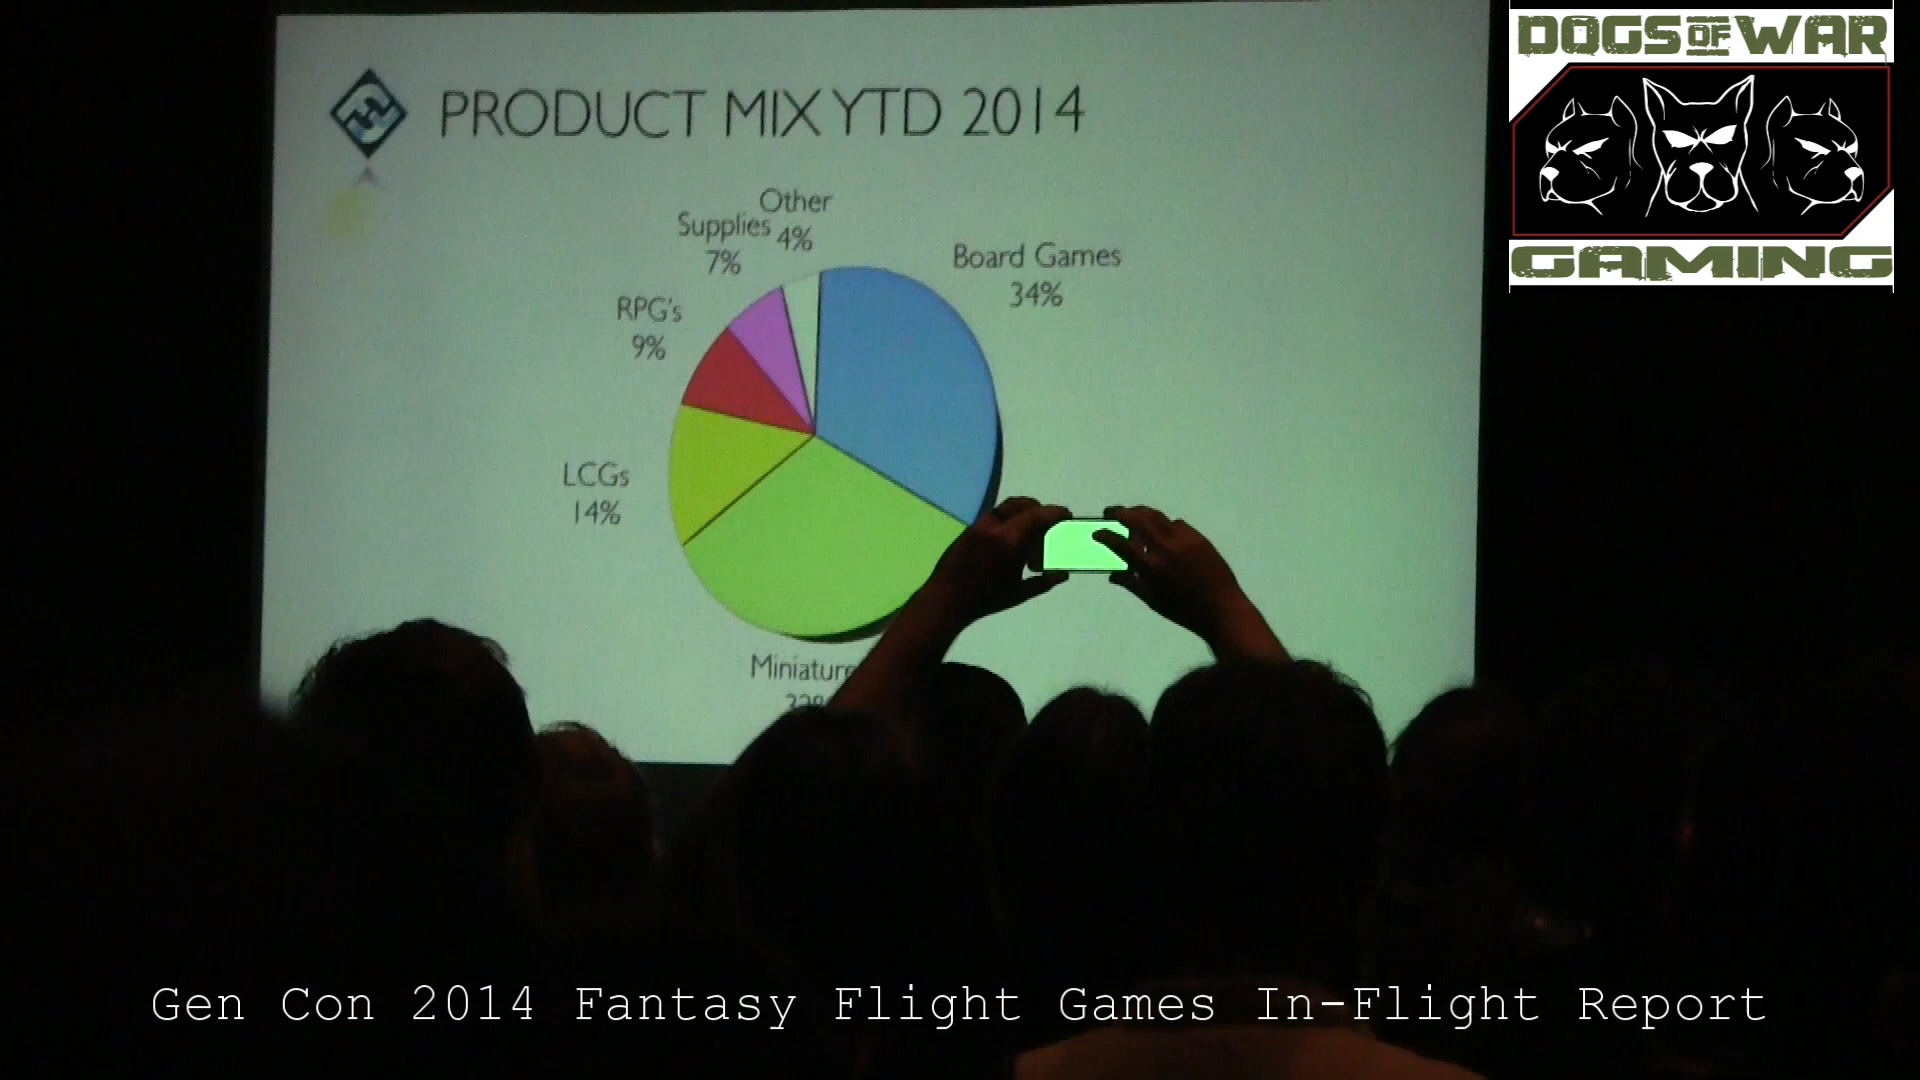 DOGS OF WAR
GAMING
PRODUCT MIX YTD 2014
Other
4%
Supplies
7%
Board Games
34%
RPG's
9%
LCGs
14%
Gen Con 2014 Fantasy Flight Games In-Flight Report